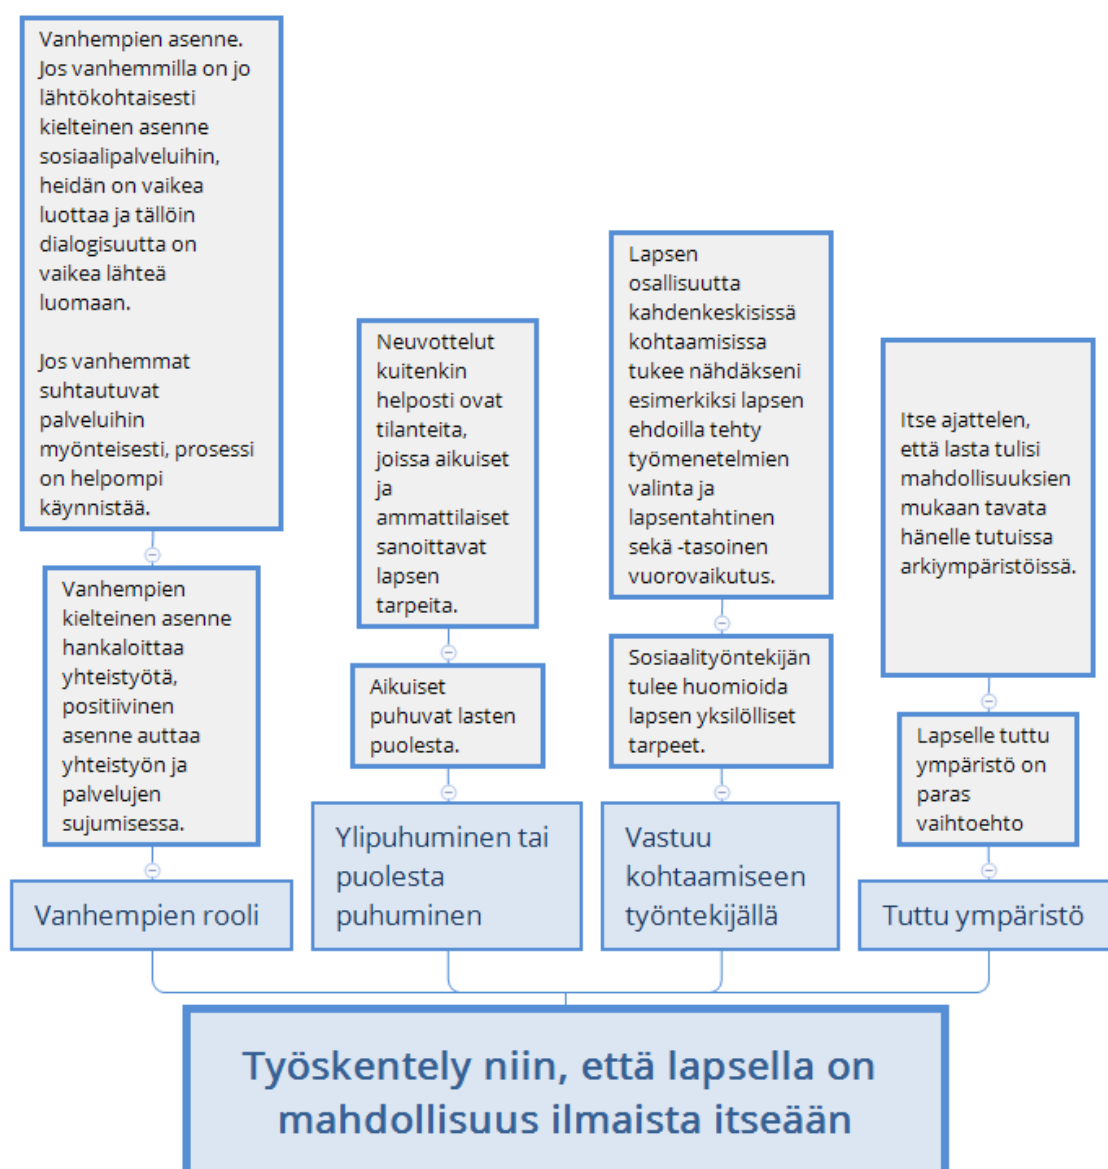 Vanhempien asenne.
Jos vanhemmilla on jo
lähtökohtaisesti
kielteinen asenne
sosiaalipalveluihin,
heidän on vaikea
luottaa ja tällöin
dialogisuutta on
vaikea lähteä
luomaan.
Jos vanhemmat
suhtautuvat
palveluihin
myönteisesti, prosessi
on helpompi
käynnistää.
Vanhempien
kielteinen asenne
hankaloittaa
yhteistyötä,
positiivinen
asenne auttaa
yhteistyön ja
palvelujen
sujumisessa.
Vanhempien rooli
Neuvottelut
kuitenkin
helposti ovat
tilanteita,
joissa aikuiset
ja
ammattilaiset
sanoittavat
lapsen
tarpeita.
Aikuiset
puhuvat lasten
puolesta.
Ylipuhuminen tai
puolesta
puhuminen
Lapsen
osallisuutta
kahdenkeskisissä
kohtaamisissa
tukee nähdäkseni
esimerkiksi lapsen
ehdoilla tehty
työmenetelmien
valinta ja
lapsentahtinen
sekä -tasoinen
vuorovaikutus.
Sosiaalityöntekijän
tulee huomioida
lapsen yksilölliset
tarpeet.
Vastuu
kohtaamiseen
työntekijällä
Itse ajattelen,
että lasta tulisi
mahdollisuuksien
mukaan tavata
hänelle tutuissa
arkiympäristöissä.
Lapselle tuttu
ympäristö on
paras
vaihtoehto
Tuttu ympäristö
Työskentely niin, että lapsella on
mahdollisuus ilmaista itseään